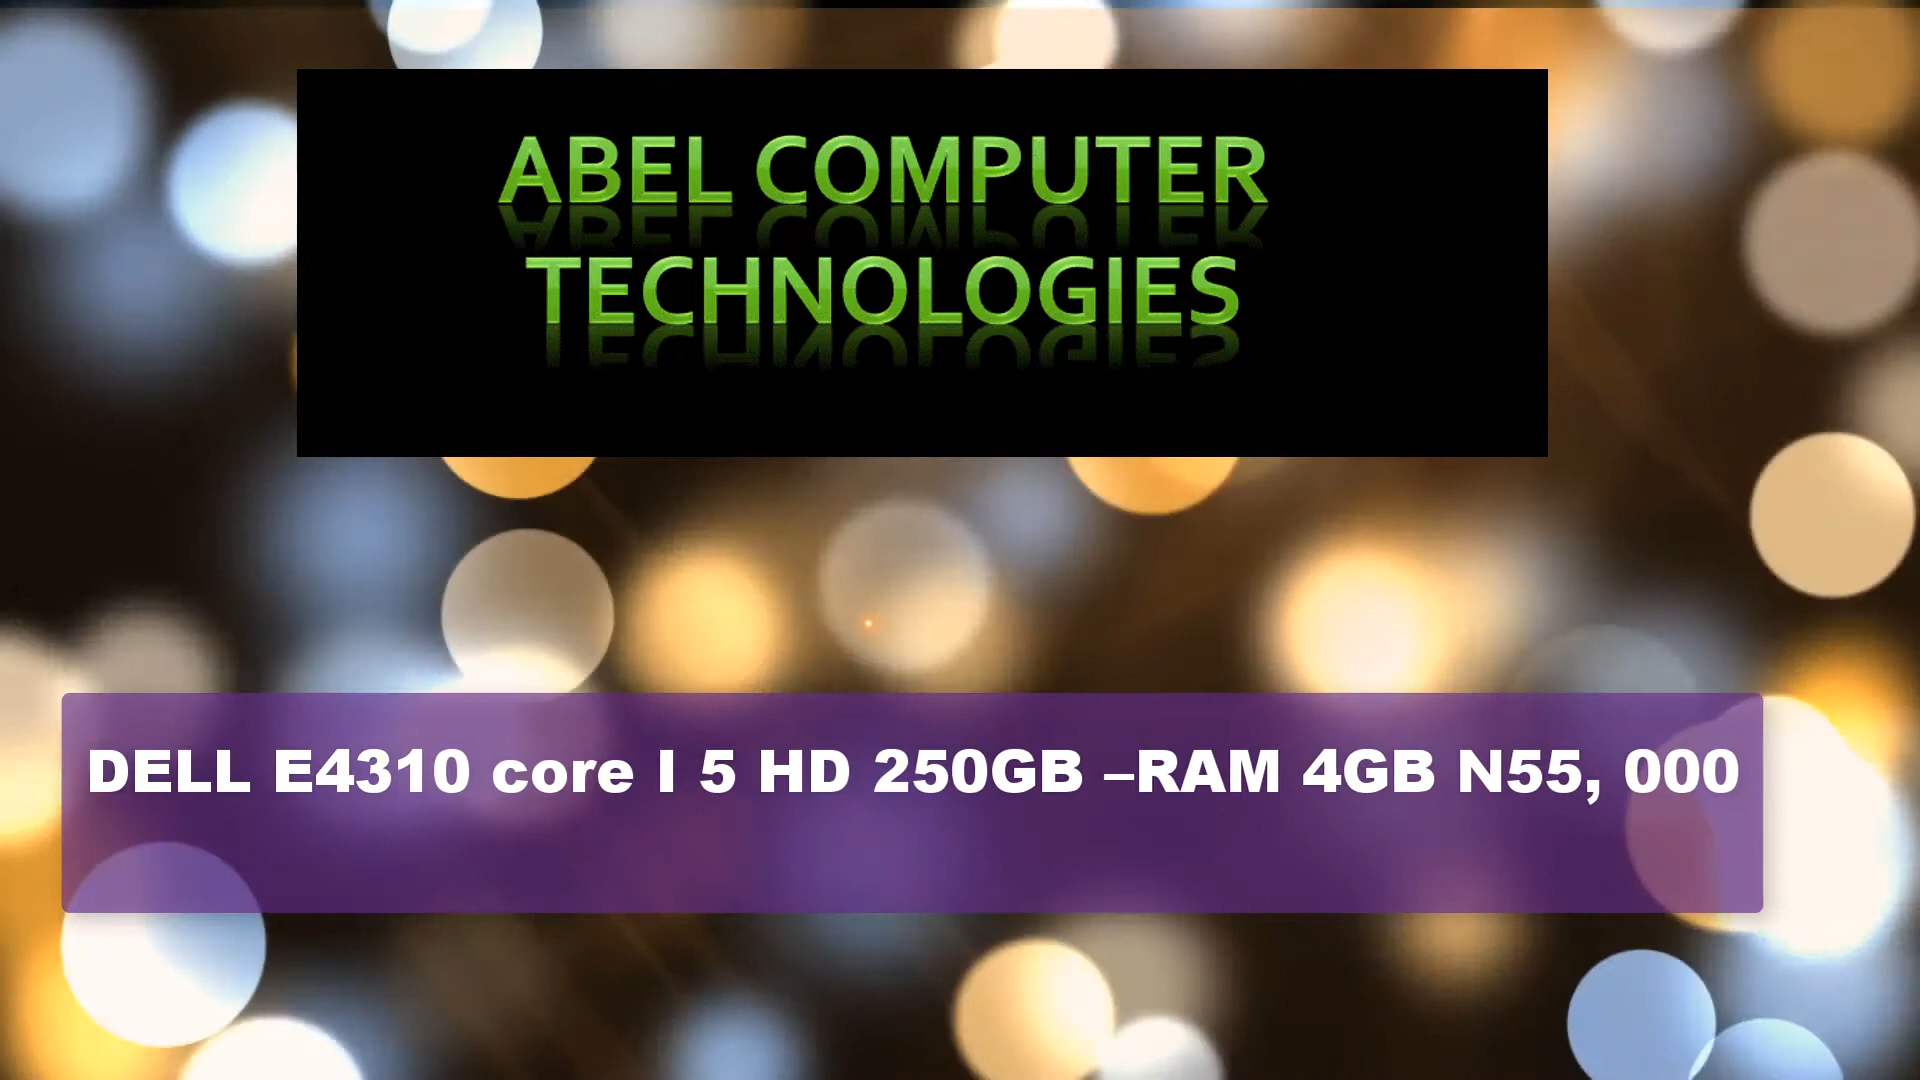 ABEL COMPUTER
TECHNOLOGIES
DELL E4310 core I 5 HD 250GB –RAM 4GB N55, 000